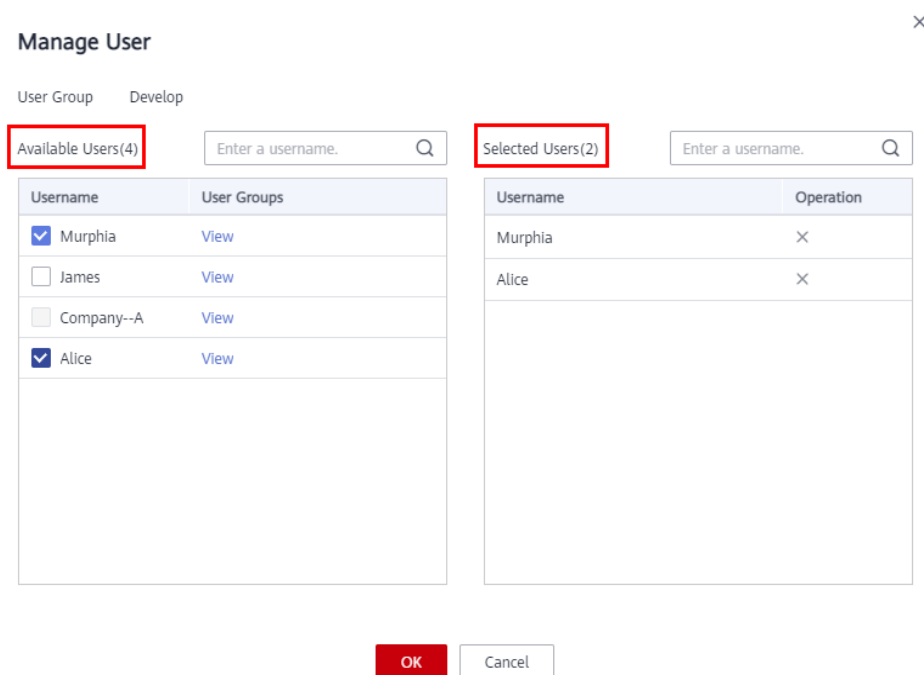 Manage User
User Group Develop
Available Users(4) Enter a username.
Username User Groups
Murphia View
James View
Company--A View
Alice View
Selected Users(2) Enter a username.
Username Operation
Murphia
Alice
OK Cancel